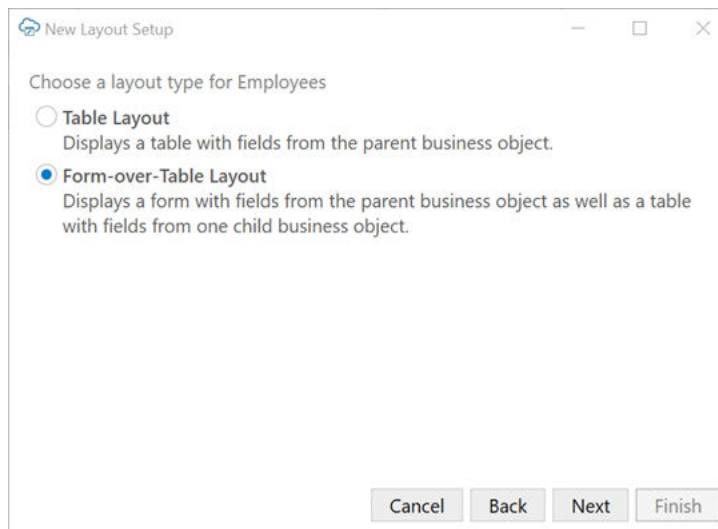 New Layout Setup
Choose a layout type for Employees
Table Layout
Displays a table with fields from the parent business object.
Form-over-Table Layout
Displays a form with fields from the parent business object as well as a table
with fields from one child business object.
Cancel Back Next Finish